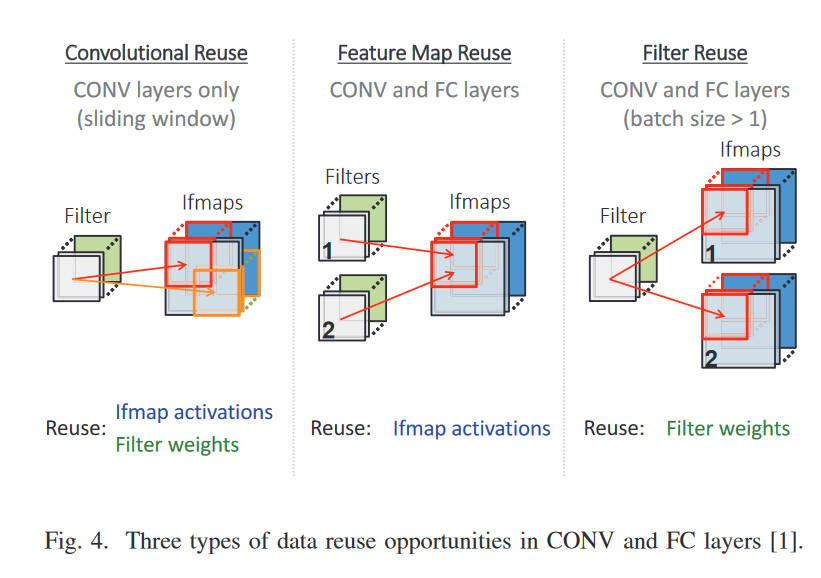 Convolutional Reuse
CONV layers only
(sliding window)
Filter
Ifmaps
Reuse:
Ifmap activations
Filter weights
Feature Map Reuse
CONV and FC layers
Filters
Ifmaps
1
2
Reuse: Ifmap activations
Filter Reuse
CONV and FC layers
(batch size > 1)
Ifmaps
Filter
1
2
Reuse: Filter weights
Fig. 4. Three types of data reuse opportunities in CONV and FC layers [1].